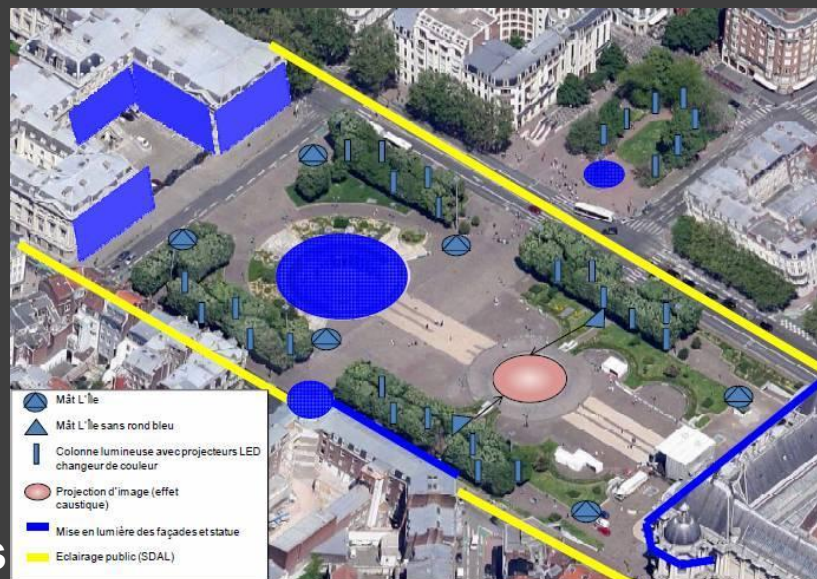 Mât L'Île
Mât L'Île sans rond bleu
Colonne lumineuse avec projecteurs LED
changeur de couleur
Projection d'image (effet
caustique)
Mise en lumière des façades et statue
Eclairage public (SDAL)
s